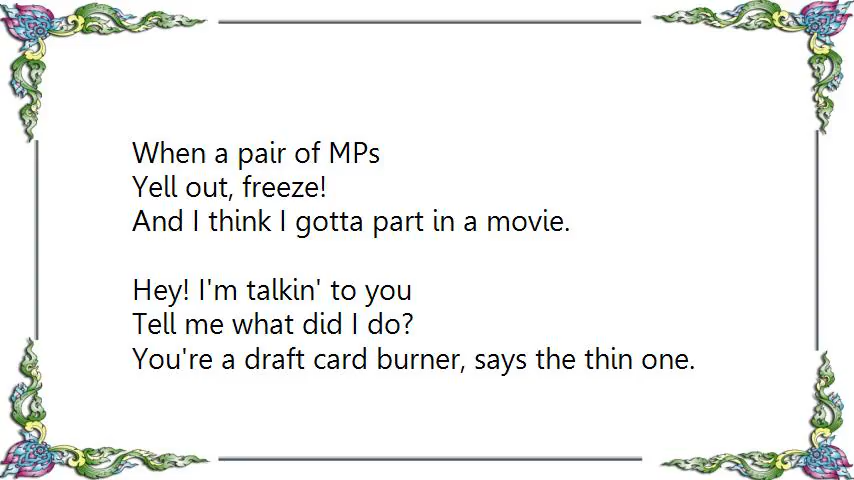 When a pair of MPs
Yell out, freeze!
And I think I gotta part in a movie.
Hey! I'm talkin' to you
Tell me what did I do?
You're a draft card burner, says the thin one.